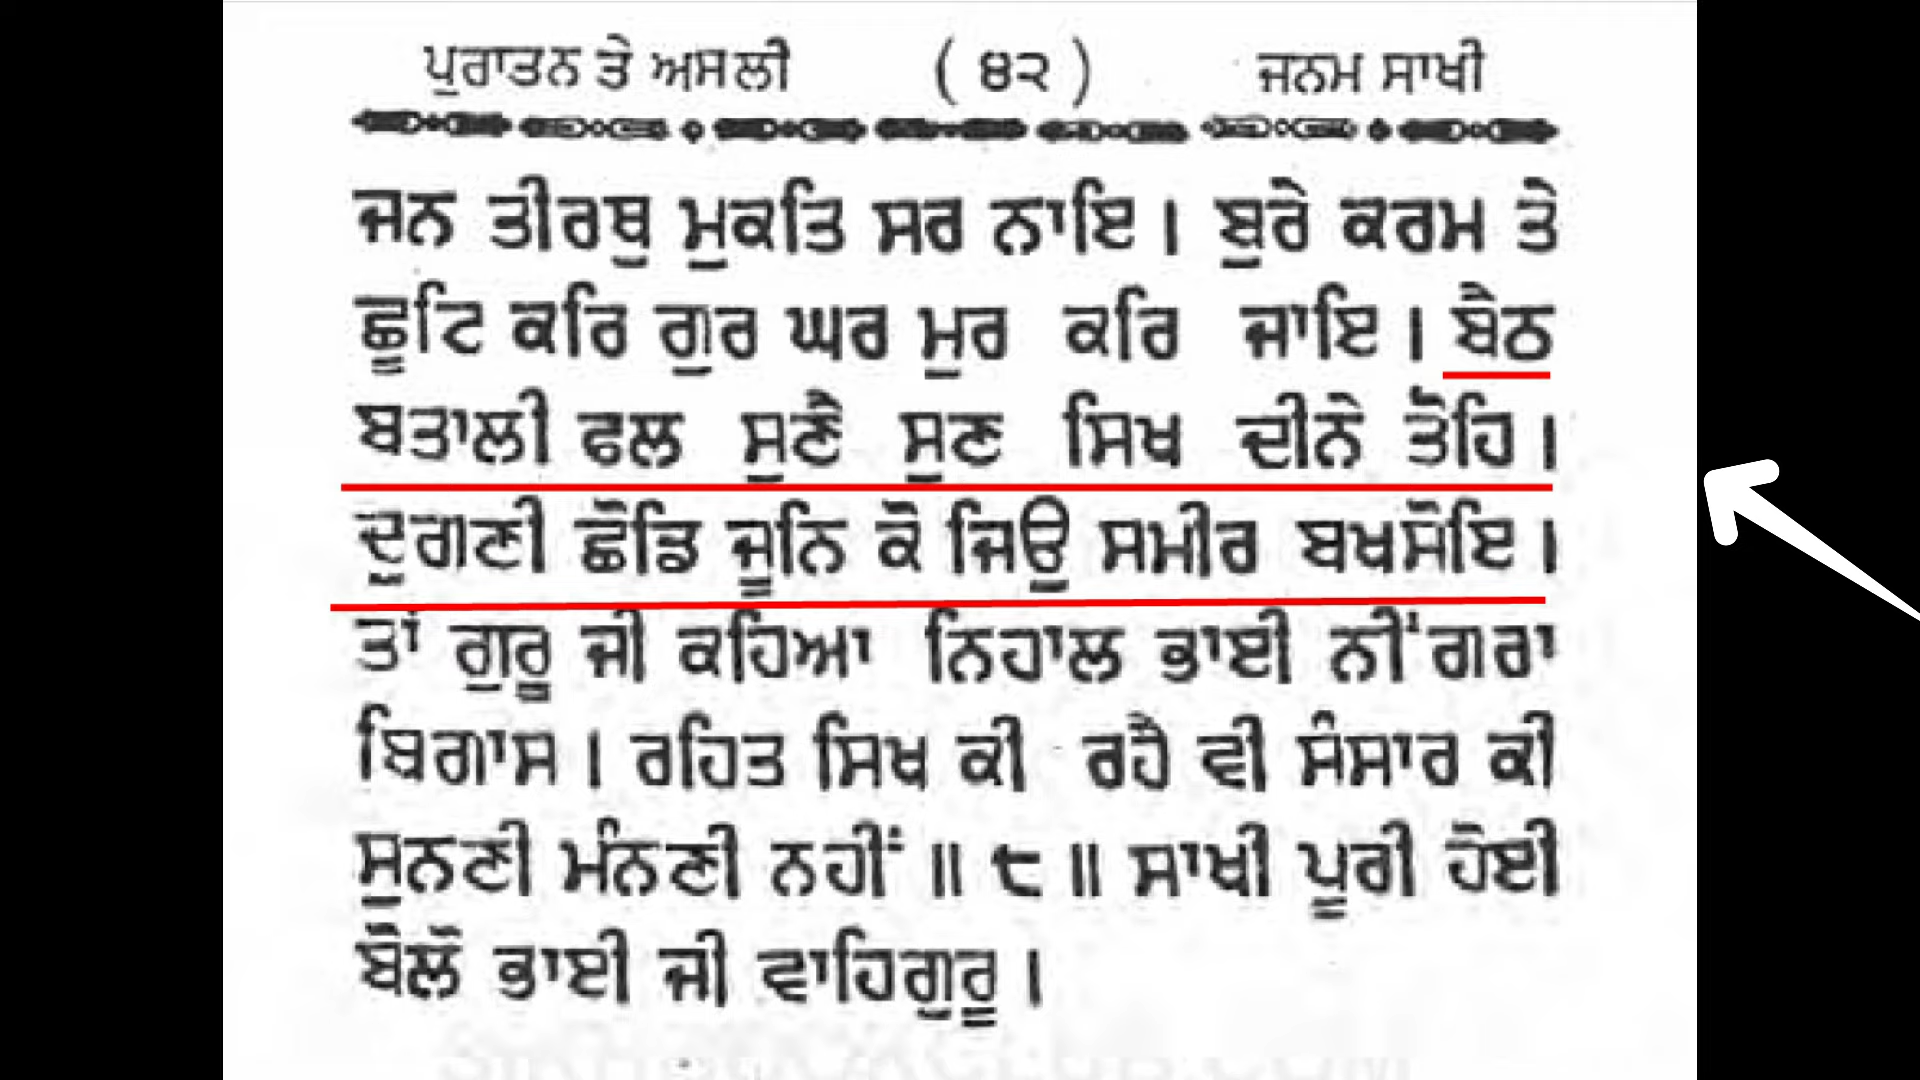 ਪੁਰਾਤਨ ਤੇ ਅਸਲੀ ( ੪੨ ) ਜਨਮ ਸਾਖੀ
ਜਨ ਤੀਰਥੁ ਮੁਕਤਿ ਸਰ ਨਾਇ । ਬੁਰੇ ਕਰਮ ਤੇ
ਛੂਟਿ ਕਰਿ ਗੁਰ ਘਰ ਮੁਰ ਕਰਿ ਜਾਇ । ਬੈਠ
ਬਤਾਲੀ ਫਲ ਸੁਣੈ ਸੁਣ ਸਿਖ ਦੀਨੇ ਤੋਹਿ ।
ਦੁਗਣੀ ਛੋਡਿ ਜੂਨਿ ਕੌ ਜਿਊ ਸਮੀਰ ਬਖਸੋਇ ।
ਤਾਂ ਗੁਰੂ ਜੀ ਕਹਿਆ ਨਿਹਾਲ ਭਾਈ ਨੀਂਗਰਾ
ਬਿਗਾਸ । ਰਹਿਤ ਸਿਖ ਕੀ ਰਹੈ ਵੀ ਸੰਸਾਰ ਕੀ
ਸੁਨਣੀ ਮੰਨਣੀ ਨਹੀਂ ॥ ੮ ॥ ਸਾਖੀ ਪੂਰੀ ਹੋਈ
ਬੋਲੋ ਭਾਈ ਜੀ ਵਾਹਿਗੁਰੂ ।